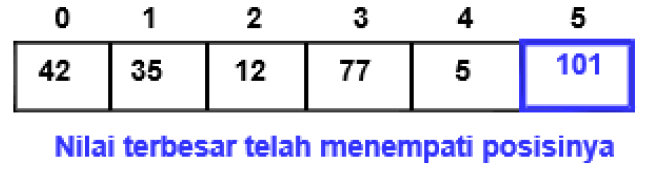 0 1 2 3 4 5
42 35 12 77 5 101
Nilai terbesar telah menempati posisinya